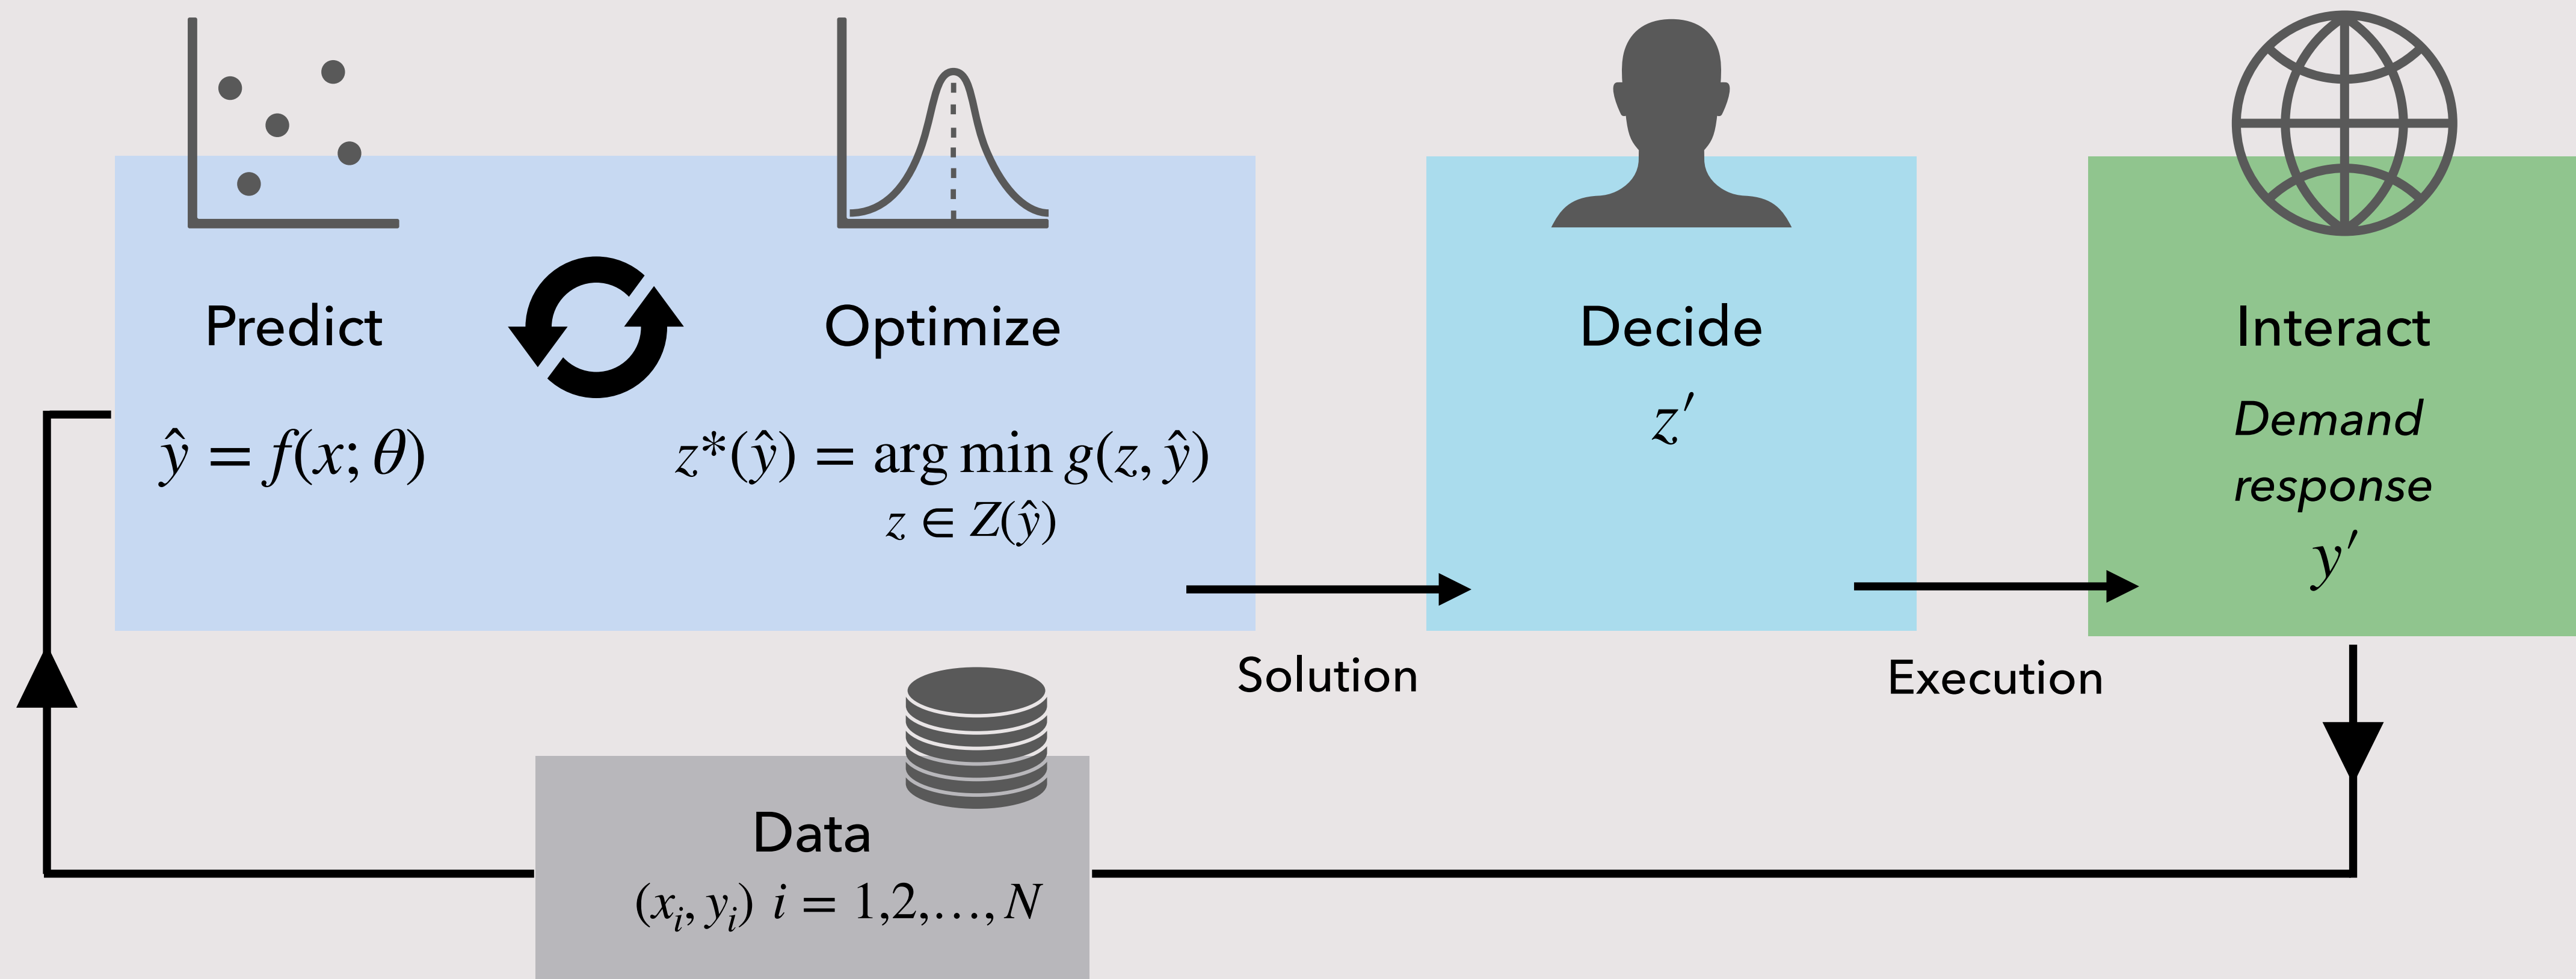 Predict
ŷ = f(x; θ)
Optimize
z*(ŷ) = arg min g(z, ŷ)
z ∈ Z(ŷ)
Decide
z′
Interact
Demand
response
y′
Solution
Execution
Data
(xᵢ, yᵢ) i = 1,2,…, N